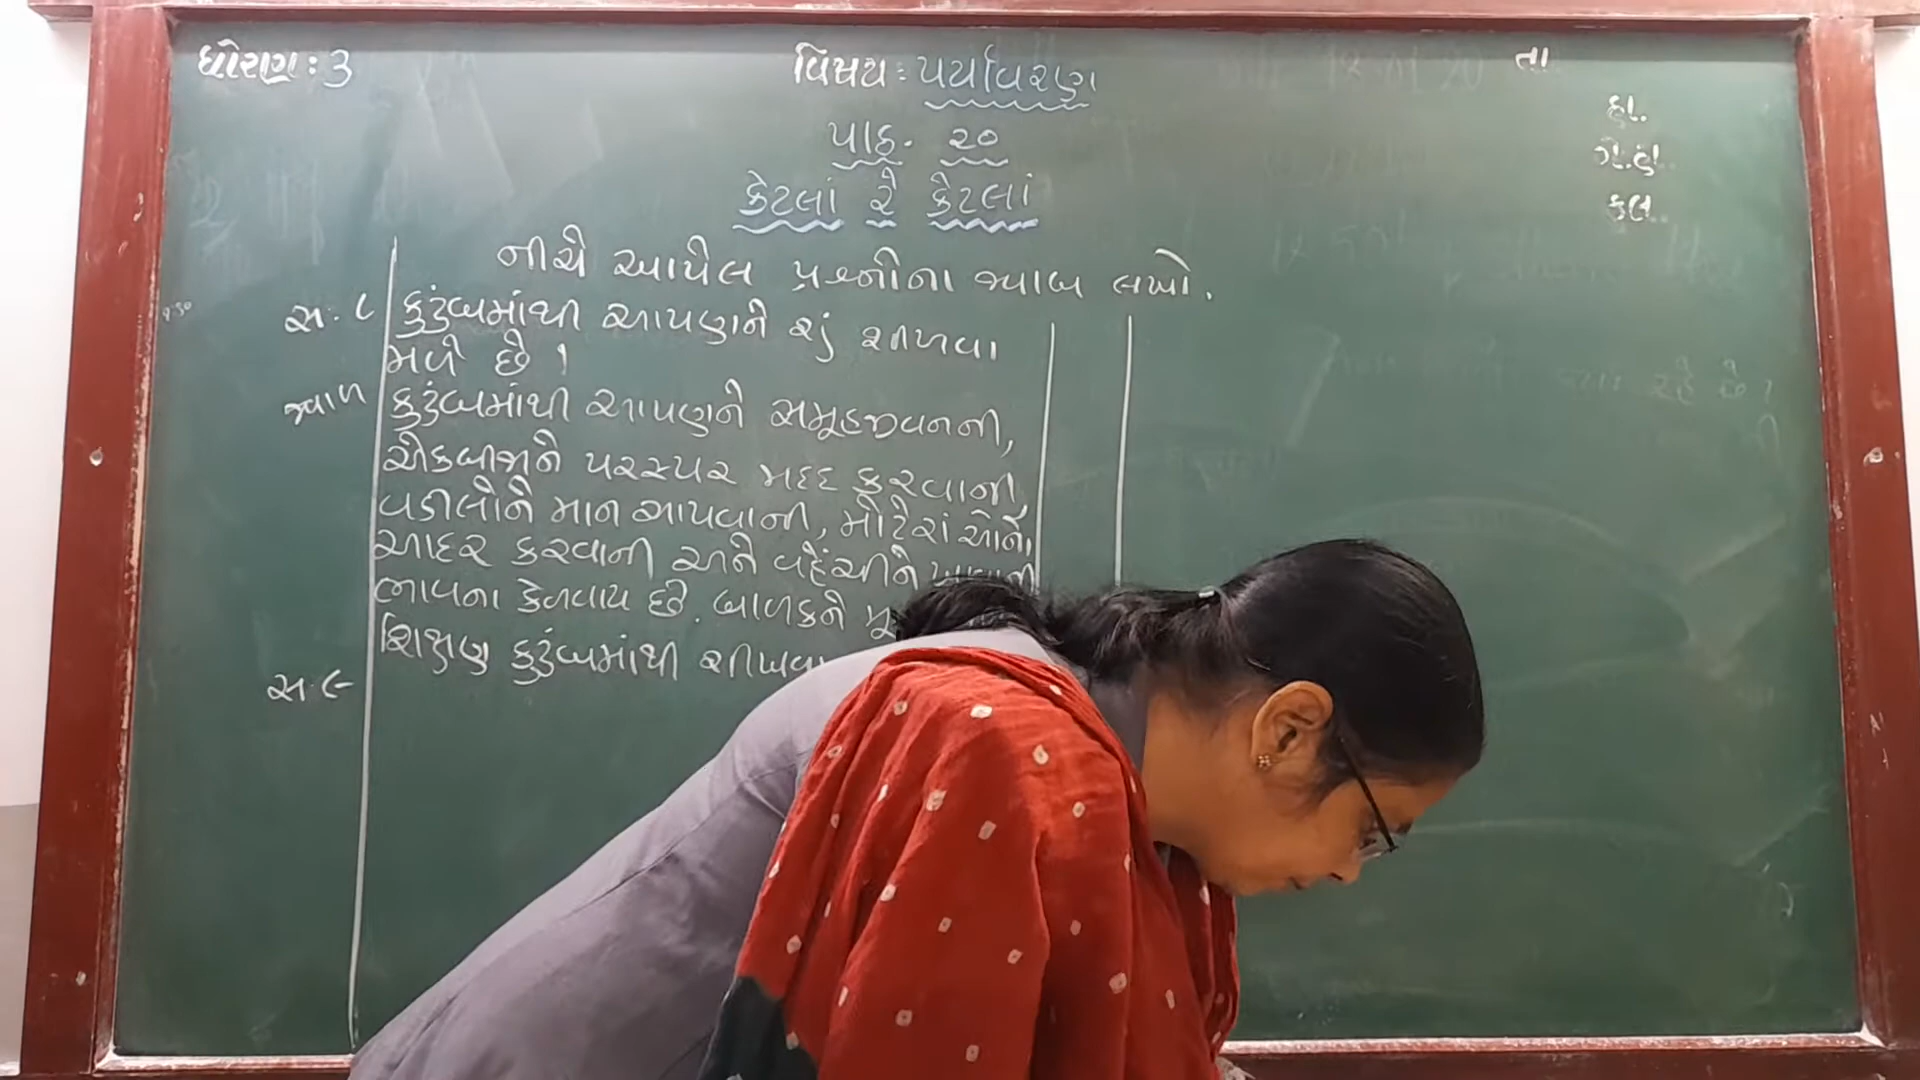 ધોરણ : 3
વિષય : પર્યાવરણ
તા.
પાઠ. ૨૦
હા.
ગે.હા.
કેટલાં રે કેટલાં
કુલ.
નીચે આપેલ પ્રશ્નોના જવાબ લખો.
સ. ૮ કુટુંબમાંથી આપણને શું શીખવા
મળે છે ?
જવાબ કુટુંબમાંથી આપણને સમૂહજીવનની,
એકબીજાને પરસ્પર મદદ કરવાની,
વડીલોને માન આપવાની, મોટેરાંઓને
આદર કરવાની અને વહેંચીને
ભાવના કેળવાય છે. બાળકને
શિક્ષણ કુટુંબમાંથી શીખવા
સ. ૯